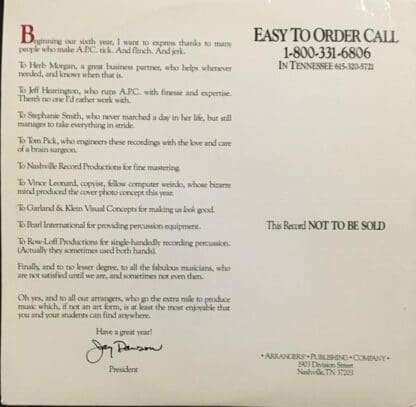 Beginning our sixth year, I want to express thanks to many
people who make A.P.C. tick. And flinch. And jerk.
To Herb Morgan, a great business partner, who helps whenever
needed, and knows when that is.
To Jeff Hearington, who runs A.P.C. with finesse and expertise.
There's no one I'd rather work with.
To Stephanie Smith, who never marched a day in her life, but still
manages to take everything in stride.
To Tom Pick, who engineers these recordings with the love and care
of a brain surgeon.
To Nashville Record Productions for fine mastering.
To Vince Leonard, copyist, fellow computer weirdo, whose bizarre
mind produced the cover photo concept this year.
To Garland & Klein Visual Concepts for making us look good.
To Pearl International for providing percussion equipment.
To Row-Loff Productions for single-handedly recording percussion.
(Actually they sometimes used both hands).
Finally, and to no lesser degree, to all the fabulous musicians, who
are not satisfied until we are, and sometimes not even then.
Oh yes, and to all our arrangers, who go the extra mile to produce
music which, if not an art form, is at least the most enjoyable that
you and your students can find anywhere.
Have a great year!
Jay Dawson
President
EASY TO ORDER CALL
1-800-331-6806
IN TENNESSEE 615-320-5721
This Record NOT TO BE SOLD
• ARRANGERS' • PUBLISHING • COMPANY •
1903 Division Street
Nashville, TN 37203